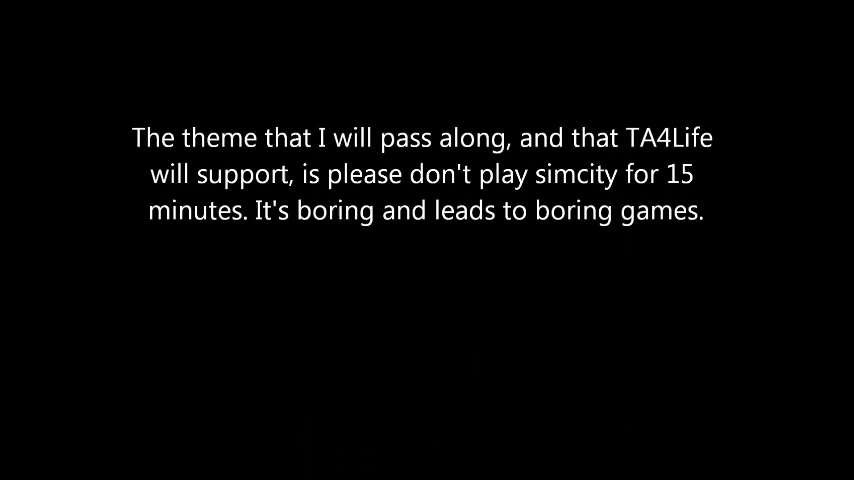 The theme that I will pass along, and that TA4Life
will support, is please don't play simcity for 15
minutes. It's boring and leads to boring games.